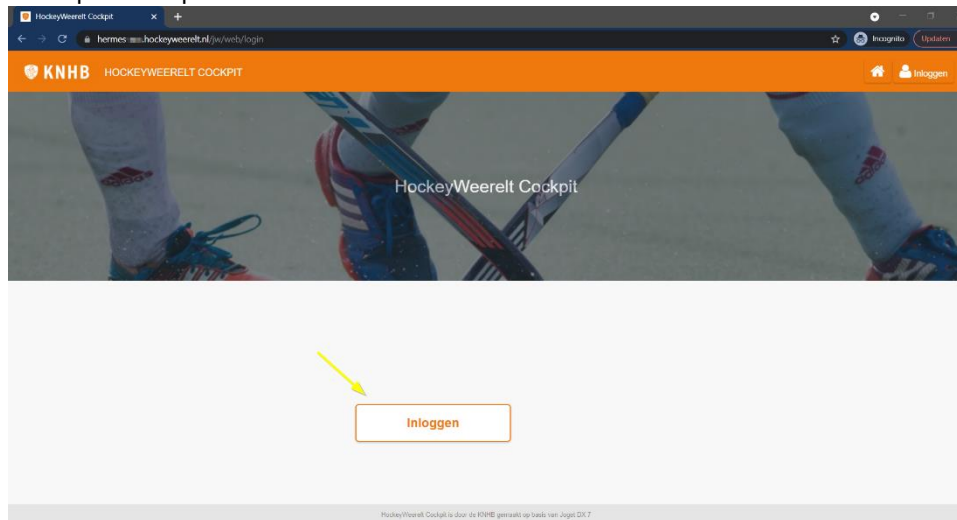 HockeyWeerelt Cockpit
hockeyweerelt.nl/jw/web/login
Incognito
Updaten
KNHB HOCKEYWEERELT COCKPIT
Inloggen
HockeyWeerelt Cockpit
Inloggen
HockeyWeerelt Cockpit is door de KNHB gemaakt op basis van Joget DX 7